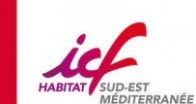 icf
HABITAT SUD-EST
MÉDITERRANÉE